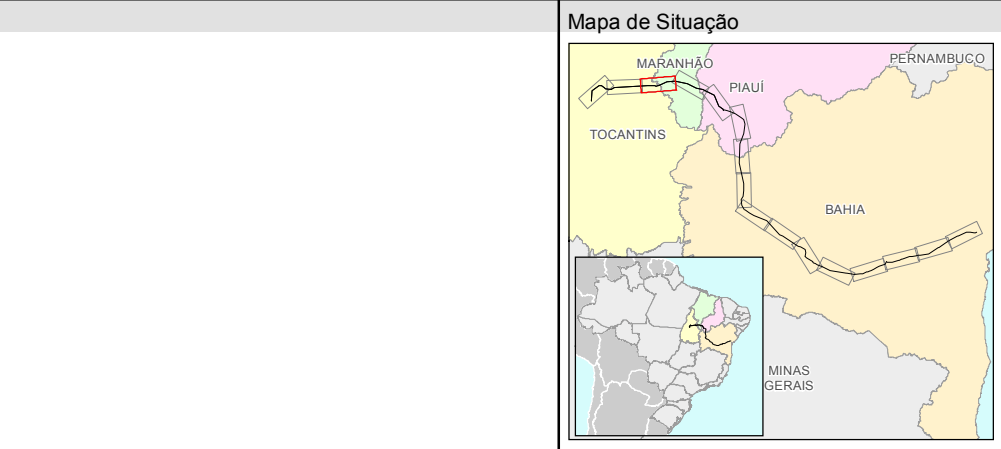 Mapa de Situação
MARANHÃO
PERNAMBUCO
PIAUÍ
TOCANTINS
BAHIA
MINAS
GERAIS